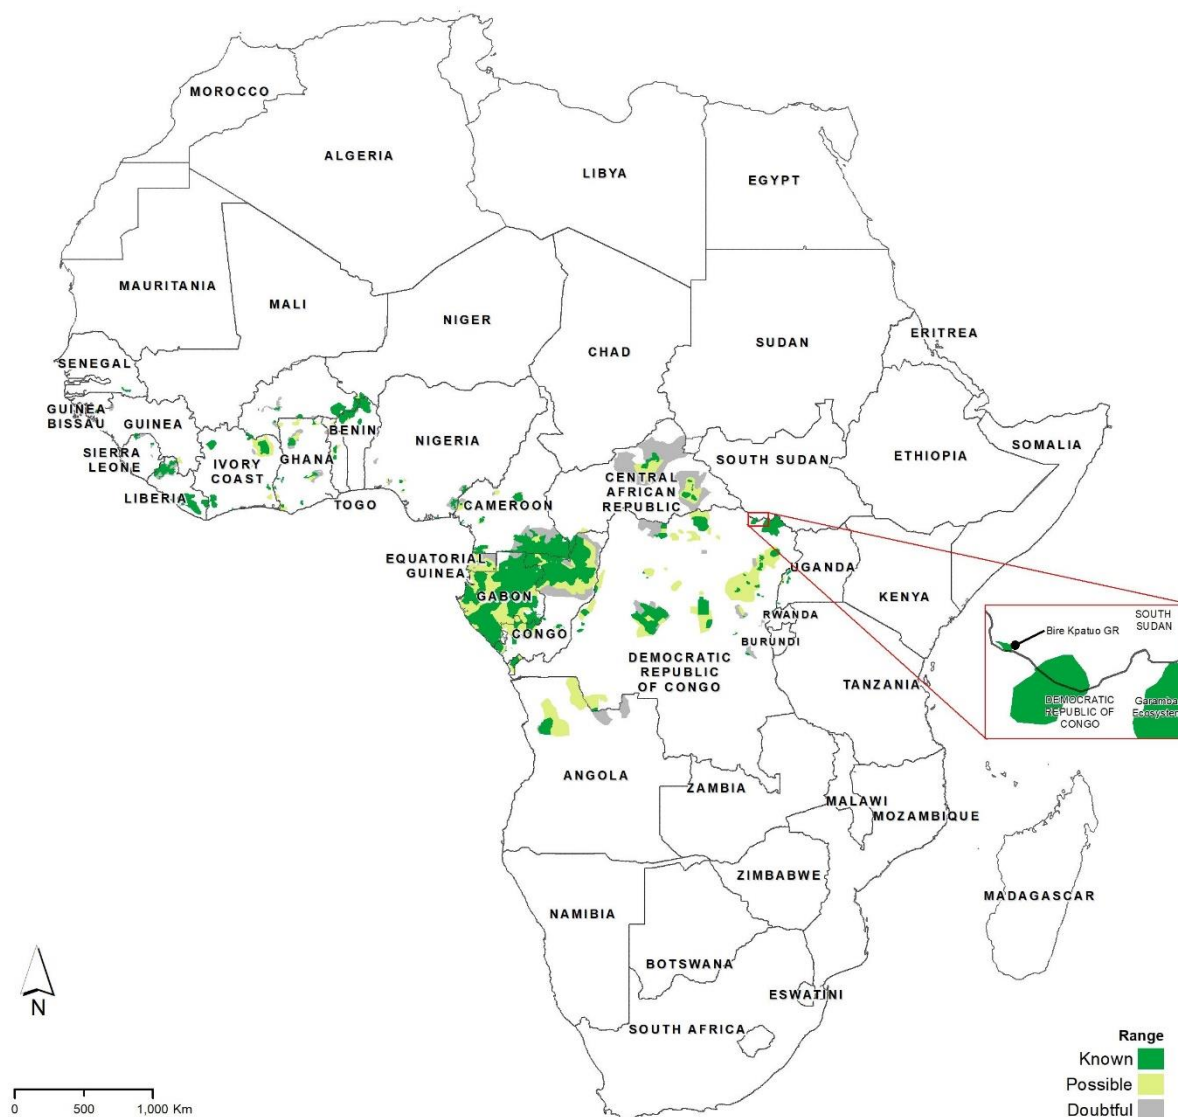 MOROCCO
ALGERIA
LIBYA
EGYPT
MAURITANIA
MALI
NIGER
CHAD
SUDAN
ERITREA
SENEGAL
GUINEA
BISSAU
GUINEA
SIERRA
LEONE
LIBERIA
IVORY
COAST
GHANA
BENIN
TOGO
NIGERIA
CAMEROON
CENTRAL
AFRICAN
REPUBLIC
SOUTH SUDAN
ETHIOPIA
SOMALIA
EQUATORIAL
GUINEA
GABON
CONGO
DEMOCRATIC
REPUBLIC
OF CONGO
UGANDA
KENYA
RWANDA
BURUNDI
TANZANIA
SOUTH
SUDAN
Bire Kpatuo GR
DEMOCRATIC
REPUBLIC OF
CONGO
Garamba
Ecosystem
ANGOLA
ZAMBIA
MALAWI
MOZAMBIQUE
ZIMBABWE
MADAGASCAR
NAMIBIA
BOTSWANA
ESWATINI
SOUTH AFRICA
N
0 500 1,000 Km
Range
Known
Possible
Doubtful